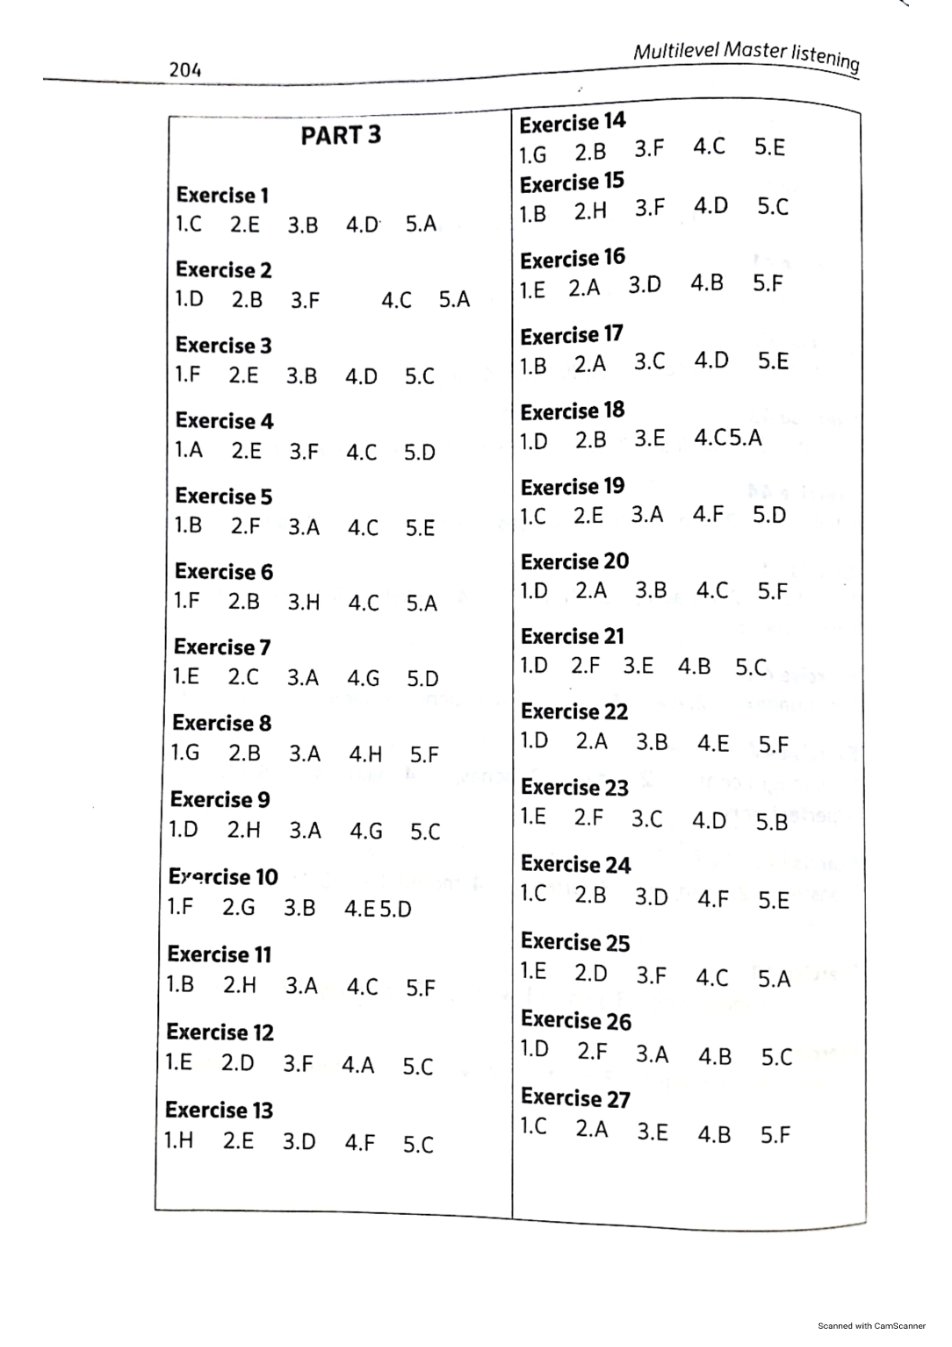 204
Multilevel Master listening
PART 3
Exercise 1
1.C 2.E 3.B 4.D 5.A
Exercise 2
1.D 2.B 3.F 4.C 5.A
Exercise 3
1.F 2.E 3.B 4.D 5.C
Exercise 4
1.A 2.E 3.F 4.C 5.D
Exercise 5
1.B 2.F 3.A 4.C 5.E
Exercise 6
1.F 2.B 3.H 4.C 5.A
Exercise 7
1.E 2.C 3.A 4.G 5.D
Exercise 8
1.G 2.B 3.A 4.H 5.F
Exercise 9
1.D 2.H 3.A 4.G 5.C
Exercise 10
1.F 2.G 3.B 4.E 5.D
Exercise 11
1.B 2.H 3.A 4.C 5.F
Exercise 12
1.E 2.D 3.F 4.A 5.C
Exercise 13
1.H 2.E 3.D 4.F 5.C
Exercise 14
1.G 2.B 3.F 4.C 5.E
Exercise 15
1.B 2.H 3.F 4.D 5.C
Exercise 16
1.E 2.A 3.D 4.B 5.F
Exercise 17
1.B 2.A 3.C 4.D 5.E
Exercise 18
1.D 2.B 3.E 4.C5.A
Exercise 19
1.C 2.E 3.A 4.F 5.D
Exercise 20
1.D 2.A 3.B 4.C 5.F
Exercise 21
1.D 2.F 3.E 4.B 5.C
Exercise 22
1.D 2.A 3.B 4.E 5.F
Exercise 23
1.E 2.F 3.C 4.D 5.B
Exercise 24
1.C 2.B 3.D 4.F 5.E
Exercise 25
1.E 2.D 3.F 4.C 5.A
Exercise 26
1.D 2.F 3.A 4.B 5.C
Exercise 27
1.C 2.A 3.E 4.B 5.F
Scanned with CamScanner